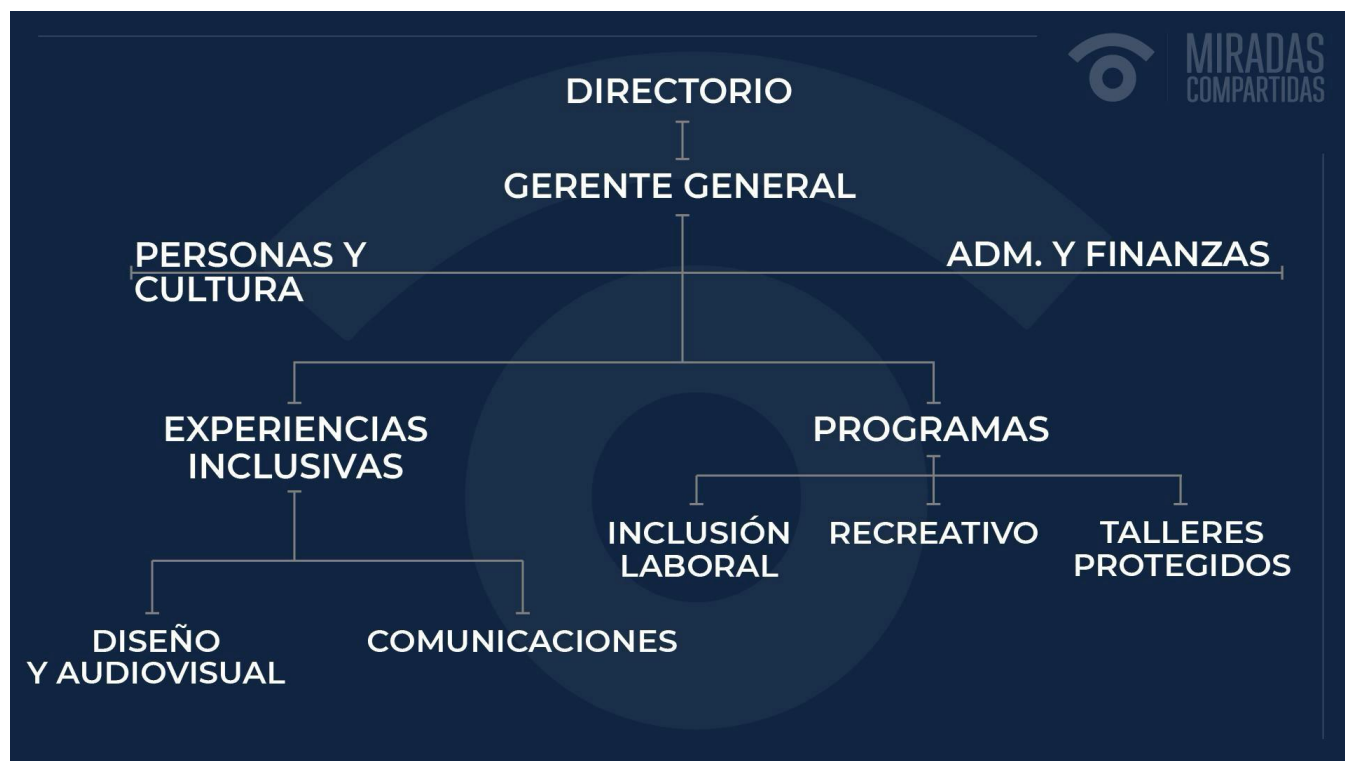 MIRADAS
COMPARTIDAS
DIRECTORIO
GERENTE GENERAL
PERSONAS Y
CULTURA
ADM. Y FINANZAS
EXPERIENCIAS
INCLUSIVAS
PROGRAMAS
INCLUSIÓN
LABORAL
RECREATIVO
TALLERES
PROTEGIDOS
DISEÑO
Y AUDIOVISUAL
COMUNICACIONES